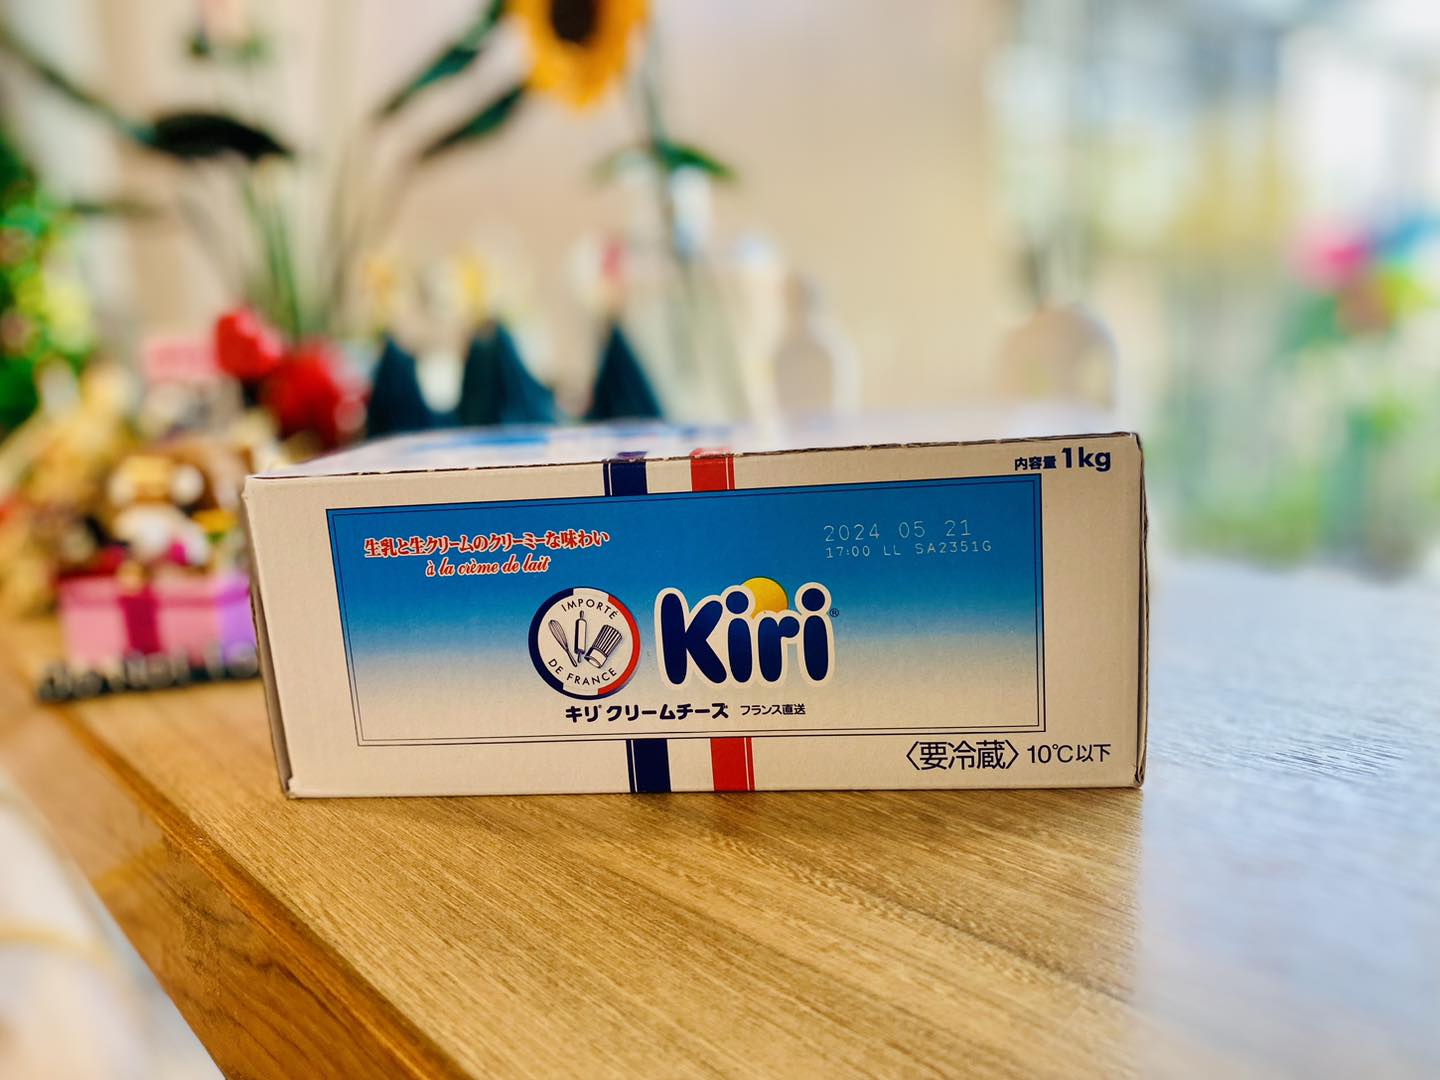 内容量 1kg
生乳と生クリームのクリーミーな味わい
à la crème de lait
2024 05 21
17:00 LL SA2351G
IMPORTÉ
DE FRANCE
Kiri®
キリ® クリームチーズ フランス直送
〈要冷蔵〉10℃以下